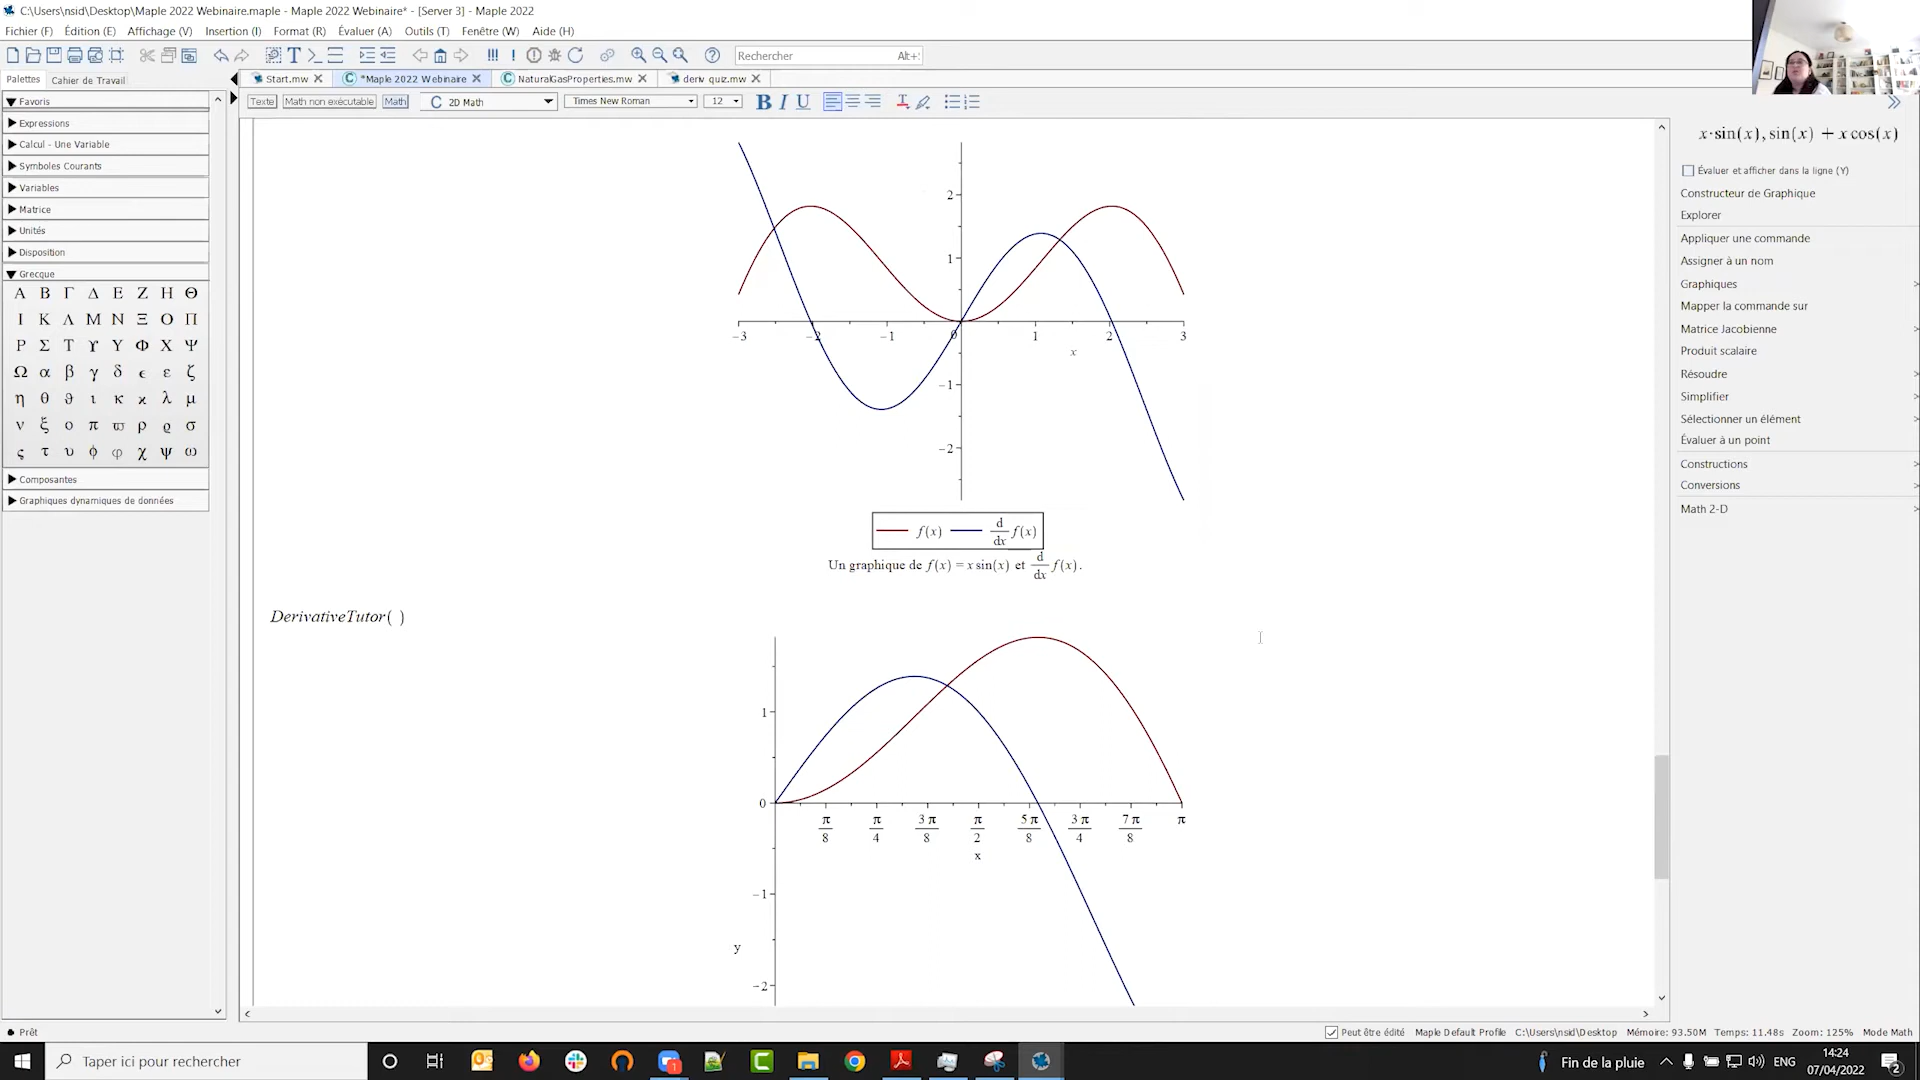 C:\Users\nsid\Desktop\Maple 2022 Webinaire.maple - Maple 2022 Webinaire* - [Server 3] - Maple 2022
Fichier (F) Édition (E) Affichage (V) Insertion (I) Format (R) Évaluer (A) Outils (T) Fenêtre (W) Aide (H)
Rechercher Alt+:
Palettes Cahier de Travail
Start.mw *Maple 2022 Webinaire NaturalGasProperties.mw deriv quiz.mw
Texte Math non exécutable Math C 2D Math Times New Roman 12 B I U
Favoris
Expressions
Calcul - Une Variable
Symboles Courants
Variables
Matrice
Unités
Disposition
Grecque
Α Β Γ Δ Ε Ζ Η Θ
Ι Κ Λ Μ Ν Ξ Ο Π
Ρ Σ Τ ϒ Υ Φ Χ Ψ
Ω α β γ δ ϵ ε ζ
η θ ϑ ι κ ϰ λ μ
ν ξ ο π ϖ ρ ϱ σ
ς τ υ ϕ φ χ ψ ω
Composantes
Graphiques dynamiques de données
2
1
-3 -2 -1 0 1 2 3
x
-1
-2
f(x) d/dx f(x)
Un graphique de f(x) = x sin(x) et d/dx f(x).
DerivativeTutor( )
1
0
π/8 π/4 3π/8 π/2 5π/8 3π/4 7π/8 π
x
-1
y
-2
x·sin(x), sin(x) + x cos(x)
Évaluer et afficher dans la ligne (Y)
Constructeur de Graphique
Explorer
Appliquer une commande
Assigner à un nom
Graphiques >
Mapper la commande sur
Matrice Jacobienne >
Produit scalaire
Résoudre >
Simplifier >
Sélectionner un élément >
Évaluer à un point
Constructions >
Conversions >
Math 2-D >
Prêt
Peut être édité Maple Default Profile C:\Users\nsid\Desktop Mémoire: 93.50M Temps: 11.48s Zoom: 125% Mode Math
Taper ici pour rechercher
Fin de la pluie ENG 14:24
07/04/2022 2